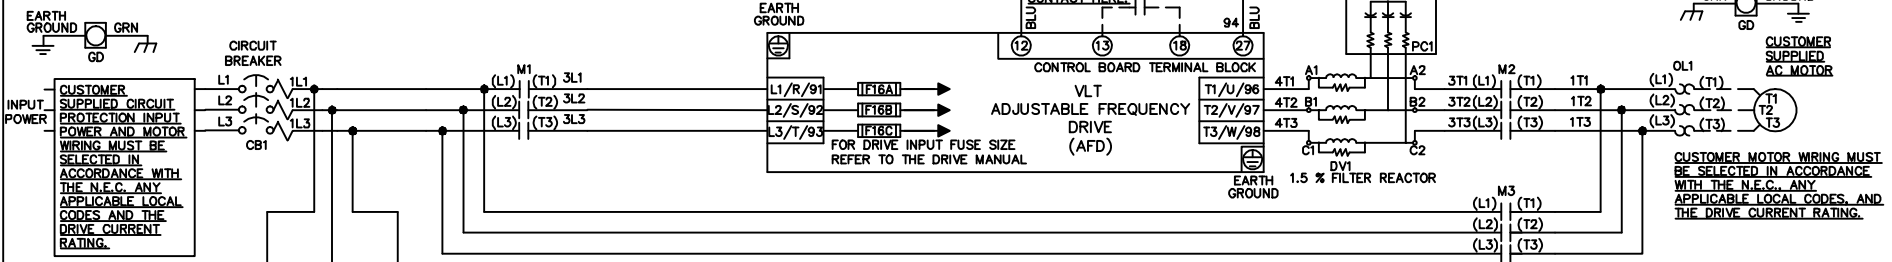 EARTH
GROUND
GRN
GD
CIRCUIT
BREAKER
INPUT
POWER
CUSTOMER
SUPPLIED CIRCUIT
PROTECTION INPUT
POWER AND MOTOR
WIRING MUST BE
SELECTED IN
ACCORDANCE WITH
THE N.E.C. ANY
APPLICABLE LOCAL
CODES AND THE
DRIVE CURRENT
RATING.
L1
L2
L3
1L1
1L2
1L3
CB1
M1
(L1) (T1) 3L1
(L2) (T2) 3L2
(L3) (T3) 3L3
EARTH
GROUND
CONTACT HERE.
BLU
94
BLU
12
13
18
27
CONTROL BOARD TERMINAL BLOCK
L1/R/91
L2/S/92
L3/T/93
F16A
F16B
F16C
FOR DRIVE INPUT FUSE SIZE
REFER TO THE DRIVE MANUAL
VLT
ADJUSTABLE FREQUENCY
DRIVE
(AFD)
T1/U/96
T2/V/97
T3/W/98
EARTH
GROUND
4T1
4T2
4T3
A1
B1
C1
A2
B2
C2
PC1
DV1
1.5 % FILTER REACTOR
M2
3T1 (L1) (T1) 1T1
3T2 (L2) (T2) 1T2
3T3 (L3) (T3) 1T3
M3
(L1) (T1)
(L2) (T2)
(L3) (T3)
GD
CUSTOMER
SUPPLIED
AC MOTOR
OL1
(L1) (T1)
(L2) (T2)
(L3) (T3)
T1
T2
T3
CUSTOMER MOTOR WIRING MUST
BE SELECTED IN ACCORDANCE
WITH THE N.E.C., ANY
APPLICABLE LOCAL CODES, AND
THE DRIVE CURRENT RATING.